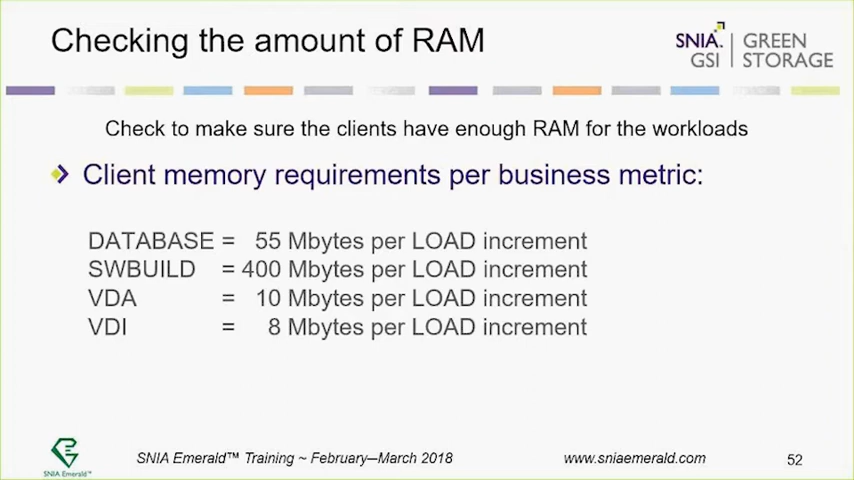 Checking the amount of RAM
SNIA. GREEN
GSI STORAGE
Check to make sure the clients have enough RAM for the workloads
Client memory requirements per business metric:
DATABASE = 55 Mbytes per LOAD increment
SWBUILD = 400 Mbytes per LOAD increment
VDA = 10 Mbytes per LOAD increment
VDI = 8 Mbytes per LOAD increment
SNIA Emerald™
SNIA Emerald™ Training ~ February—March 2018
www.sniaemerald.com
52